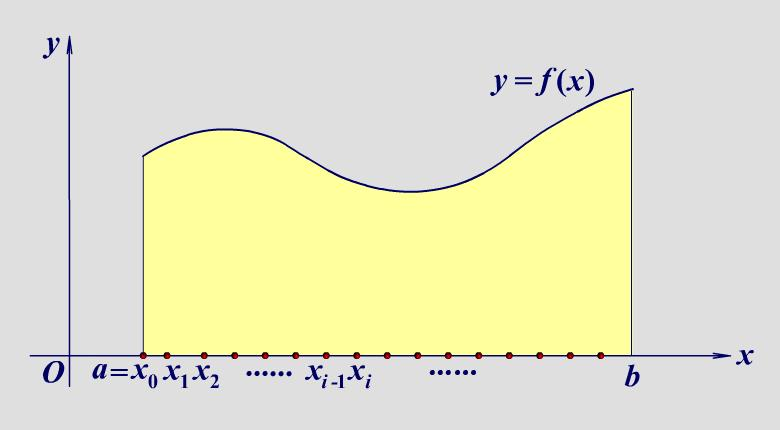 y
y = f(x)
x
O a=x₀ x₁ x₂ ...... xᵢ₋₁ xᵢ ...... b